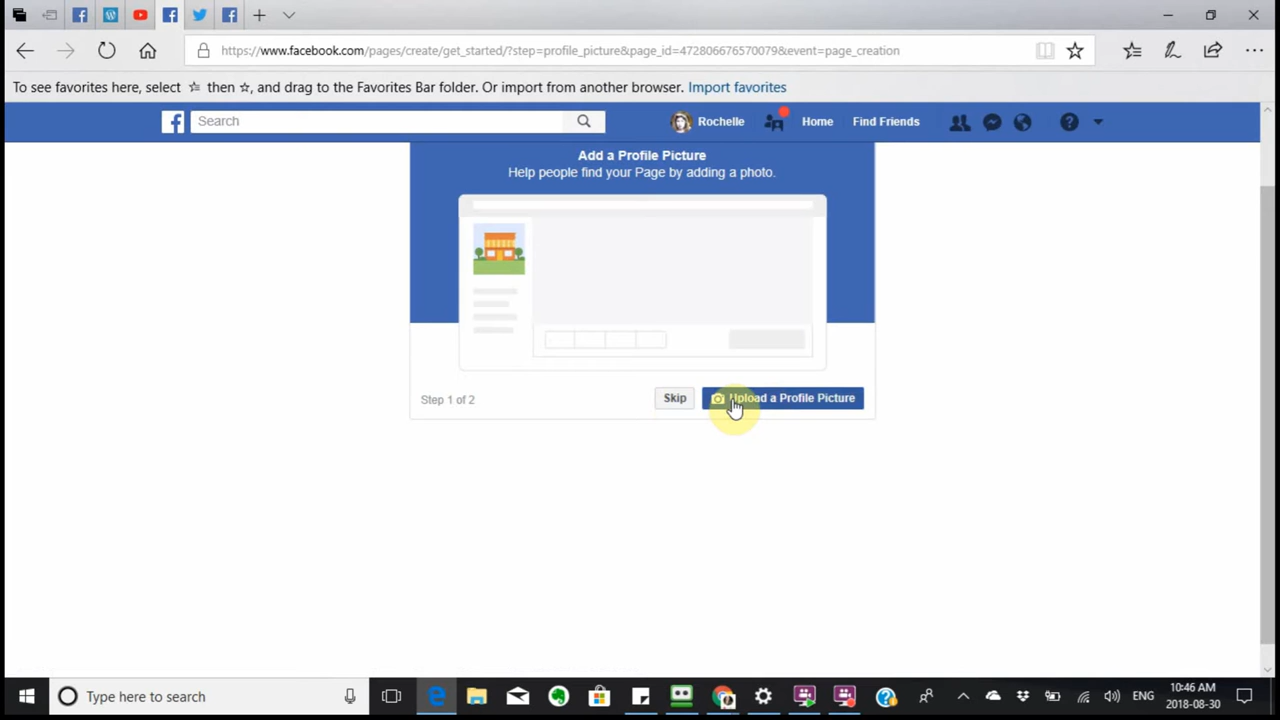 https://www.facebook.com/pages/create/get_started/?step=profile_picture&page_id=472806676570079&event=page_creation
To see favorites here, select then , and drag to the Favorites Bar folder. Or import from another browser. Import favorites
Search
Rochelle
Home
Find Friends
Add a Profile Picture
Help people find your Page by adding a photo.
Step 1 of 2
Skip
Upload a Profile Picture
Type here to search
ENG
10:46 AM
2018-08-30